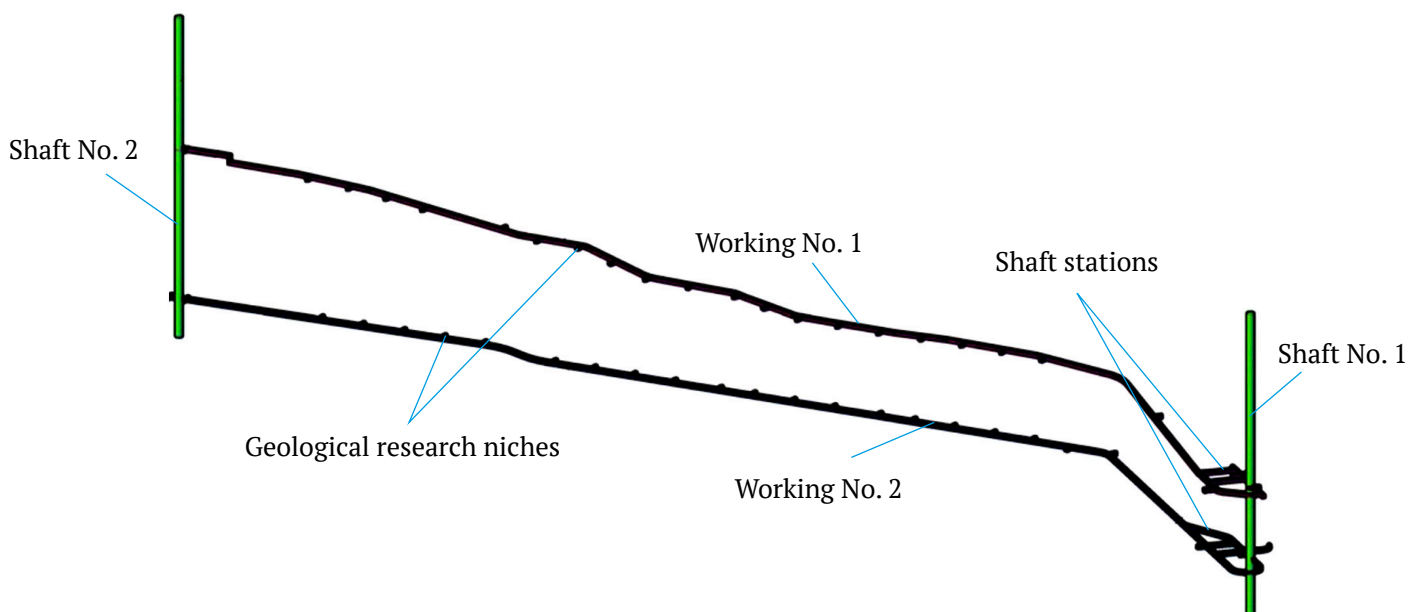 Shaft No. 2
Working No. 1
Shaft stations
Shaft No. 1
Geological research niches
Working No. 2